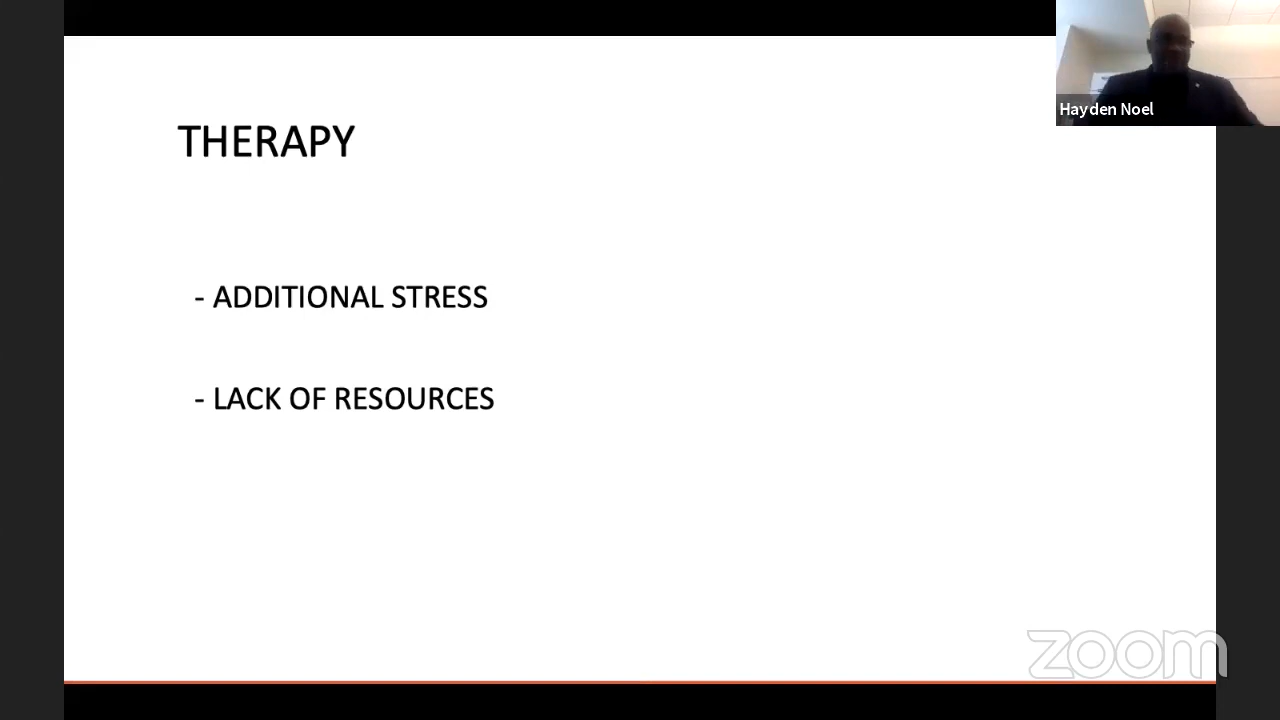 Hayden Noel
THERAPY
- ADDITIONAL STRESS
- LACK OF RESOURCES
zoom